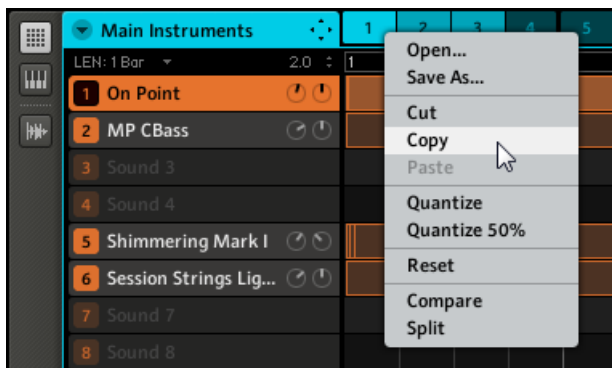 Main Instruments 1 2 3 4 5
LEN: 1 Bar 2.0 1
1 On Point
2 MP CBass
3 Sound 3
4 Sound 4
5 Shimmering Mark I
6 Session Strings Lig...
7 Sound 7
8 Sound 8
Open...
Save As...
Cut
Copy
Paste
Quantize
Quantize 50%
Reset
Compare
Split